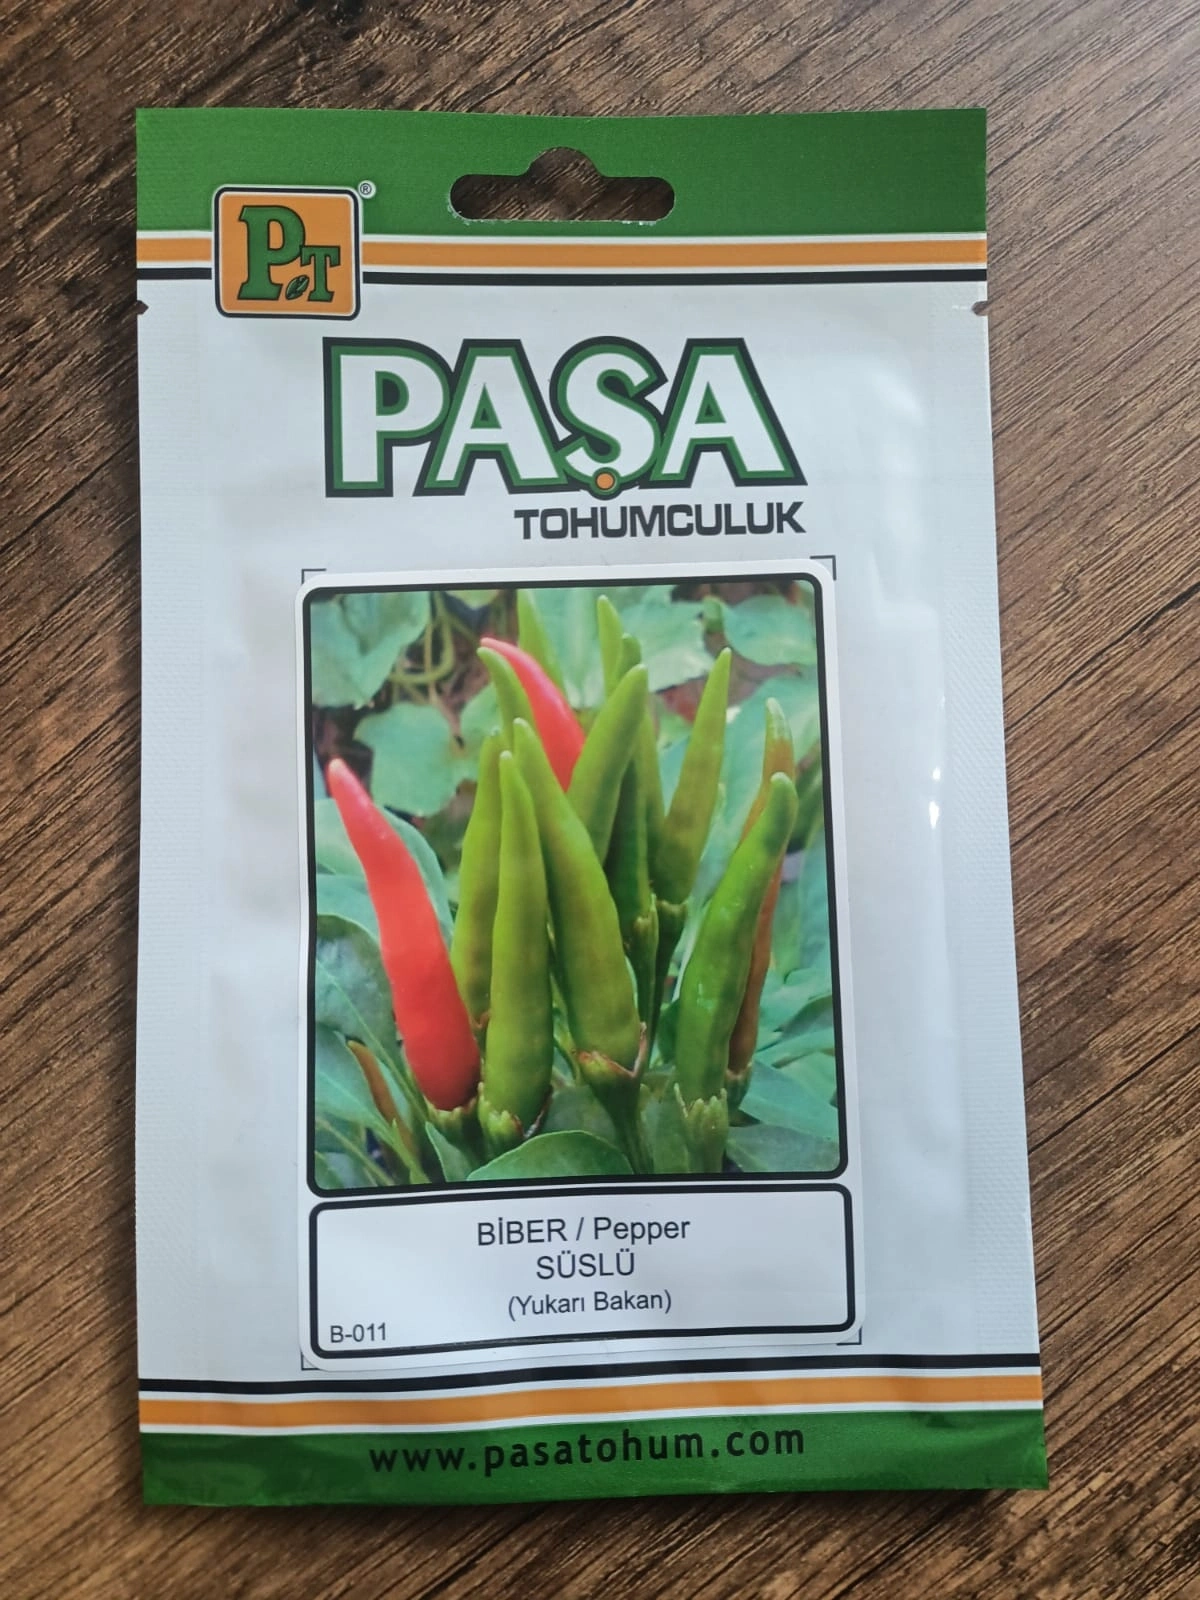 PT®
PAŞA
TOHUMCULUK
BİBER / Pepper
SÜSLÜ
(Yukarı Bakan)
B-011
www.pasatohum.com